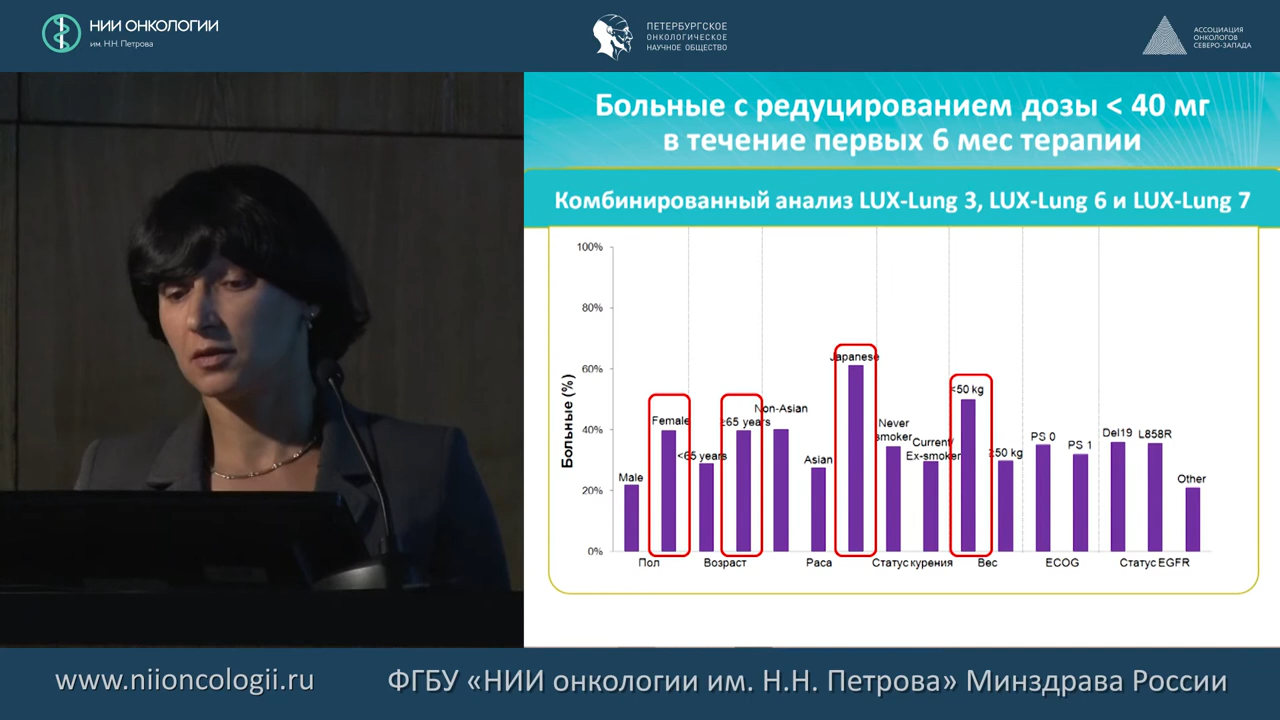 НИИ ОНКОЛОГИИ
им. Н.Н. Петрова
ПЕТЕРБУРГСКОЕ
ОНКОЛОГИЧЕСКОЕ
НАУЧНОЕ ОБЩЕСТВО
АССОЦИАЦИЯ
ОНКОЛОГОВ
СЕВЕРО-ЗАПАДА
Больные с редуцированием дозы < 40 мг
в течение первых 6 мес терапии
Комбинированный анализ LUX-Lung 3, LUX-Lung 6 и LUX-Lung 7
Больные (%)
100%
80%
60%
40%
20%
0%
Male
Female
<65 years
≥65 years
Non-Asian
Asian
Japanese
Never
smoker
Current/
Ex-smoker
<50 kg
≥50 kg
PS 0
PS 1
Del19
L858R
Other
Пол
Возраст
Раса
Статус курения
Вес
ECOG
Статус EGFR
www.niioncologii.ru
ФГБУ «НИИ онкологии им. Н.Н. Петрова» Минздрава России